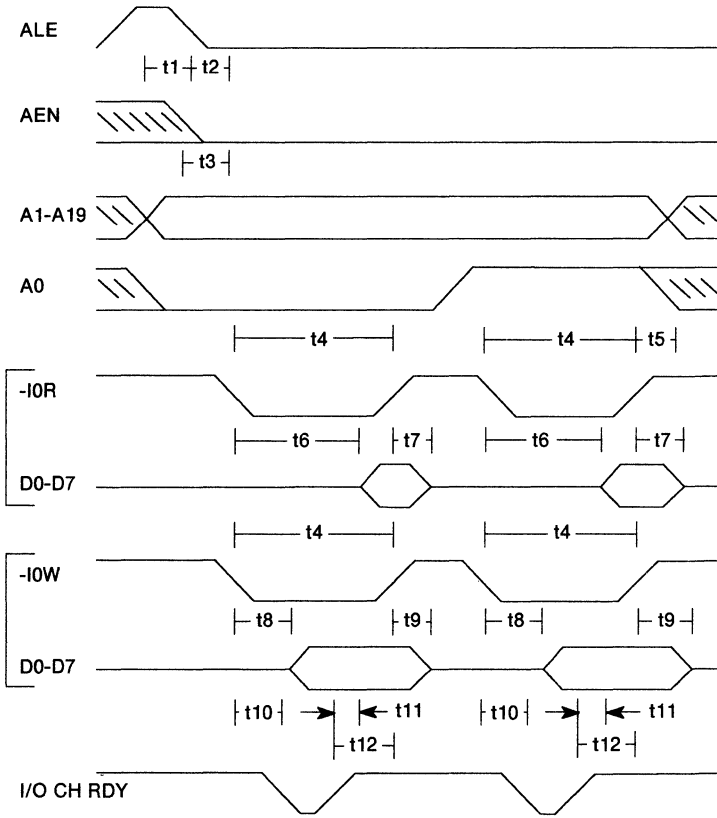 ALE
t1 t2
AEN
t3
A1-A19
A0
t4 t4 t5
-I0R
t6 t7 t6 t7
D0-D7
t4 t4
-I0W
t8 t9 t8 t9
D0-D7
t10 t11 t10 t11
t12 t12
I/O CH RDY